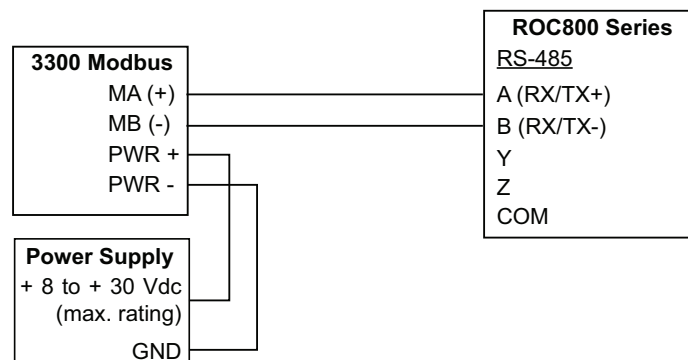 3300 Modbus
MA (+)
MB (-)
PWR +
PWR -
ROC800 Series
RS-485
A (RX/TX+)
B (RX/TX-)
Y
Z
COM
Power Supply
+ 8 to + 30 Vdc
(max. rating)
GND